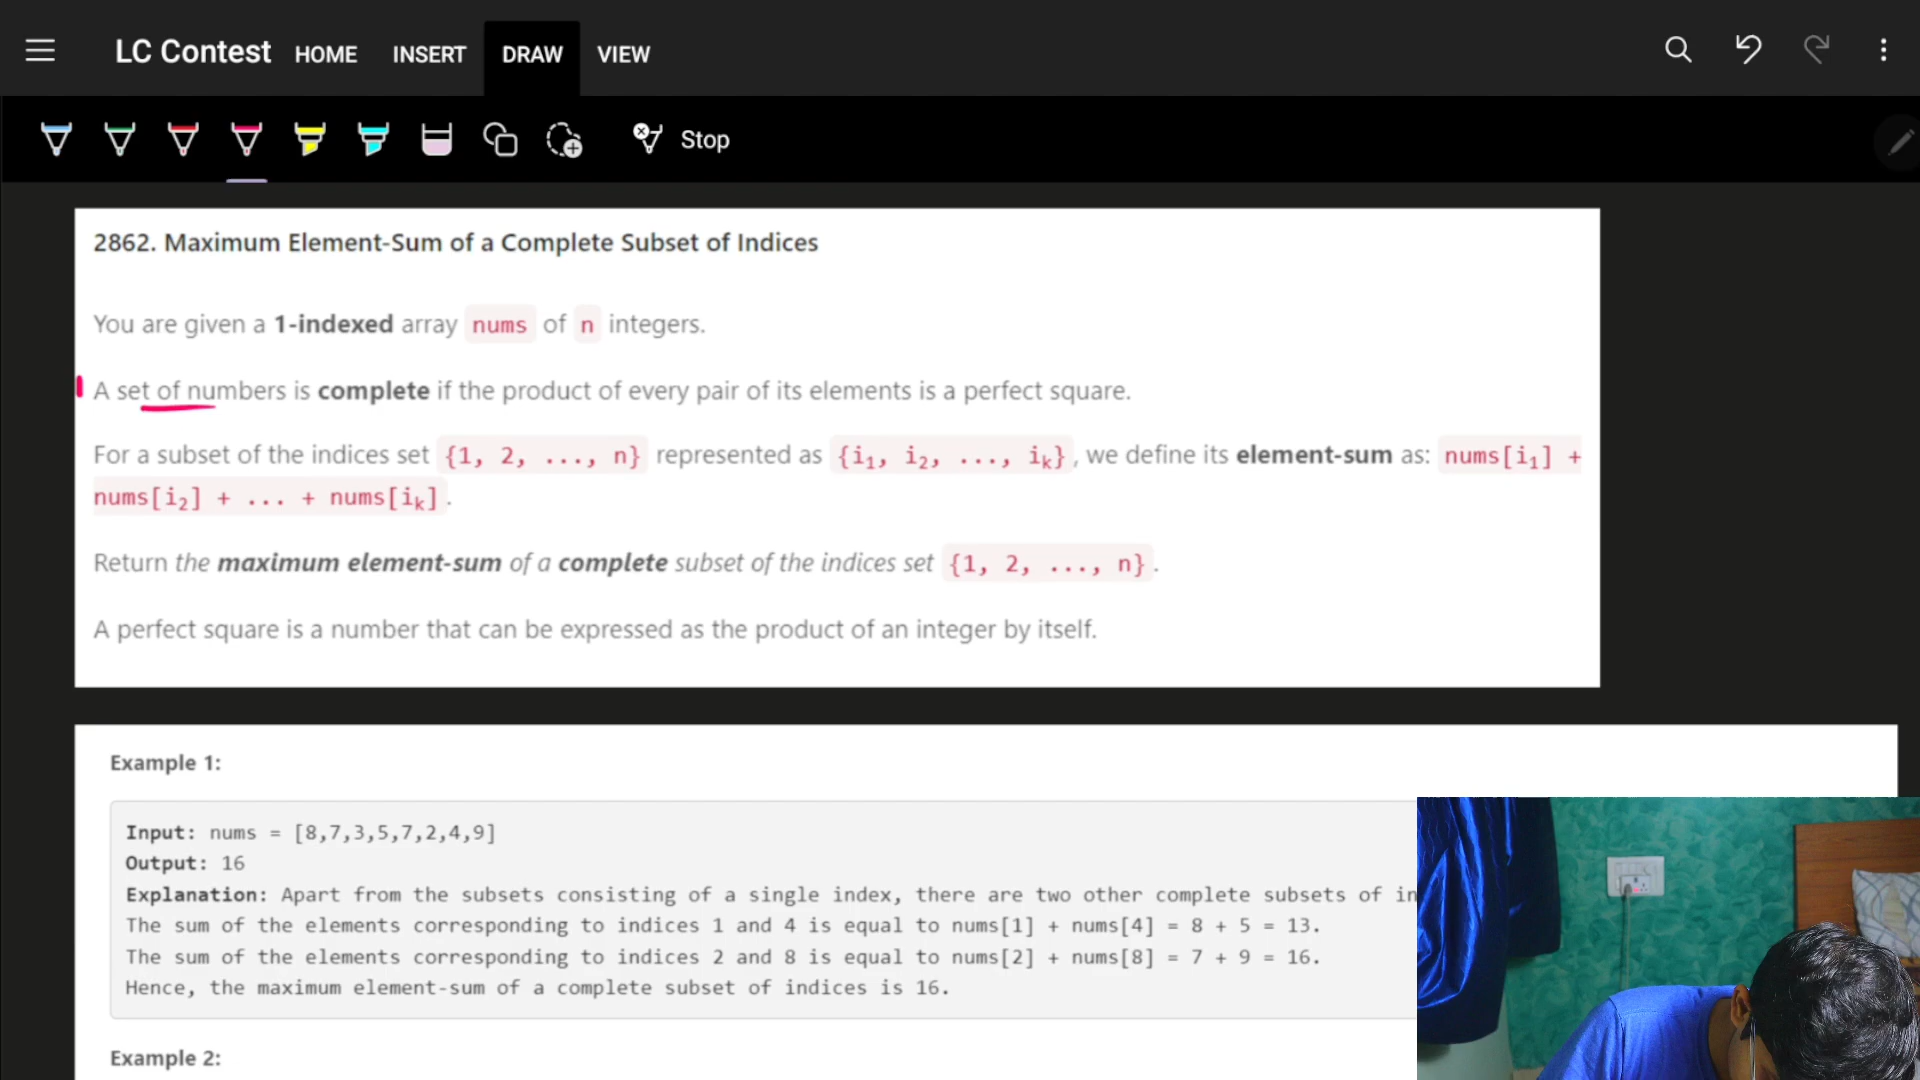 LC Contest HOME INSERT DRAW VIEW
Stop
2862. Maximum Element-Sum of a Complete Subset of Indices
You are given a 1-indexed array nums of n integers.
A set of numbers is complete if the product of every pair of its elements is a perfect square.
For a subset of the indices set {1, 2, ..., n} represented as {i₁, i₂, ..., iₖ}, we define its element-sum as: nums[i₁] +
nums[i₂] + ... + nums[iₖ].
Return the maximum element-sum of a complete subset of the indices set {1, 2, ..., n}.
A perfect square is a number that can be expressed as the product of an integer by itself.
Example 1:
Input: nums = [8,7,3,5,7,2,4,9]
Output: 16
Explanation: Apart from the subsets consisting of a single index, there are two other complete subsets of in
The sum of the elements corresponding to indices 1 and 4 is equal to nums[1] + nums[4] = 8 + 5 = 13.
The sum of the elements corresponding to indices 2 and 8 is equal to nums[2] + nums[8] = 7 + 9 = 16.
Hence, the maximum element-sum of a complete subset of indices is 16.
Example 2: